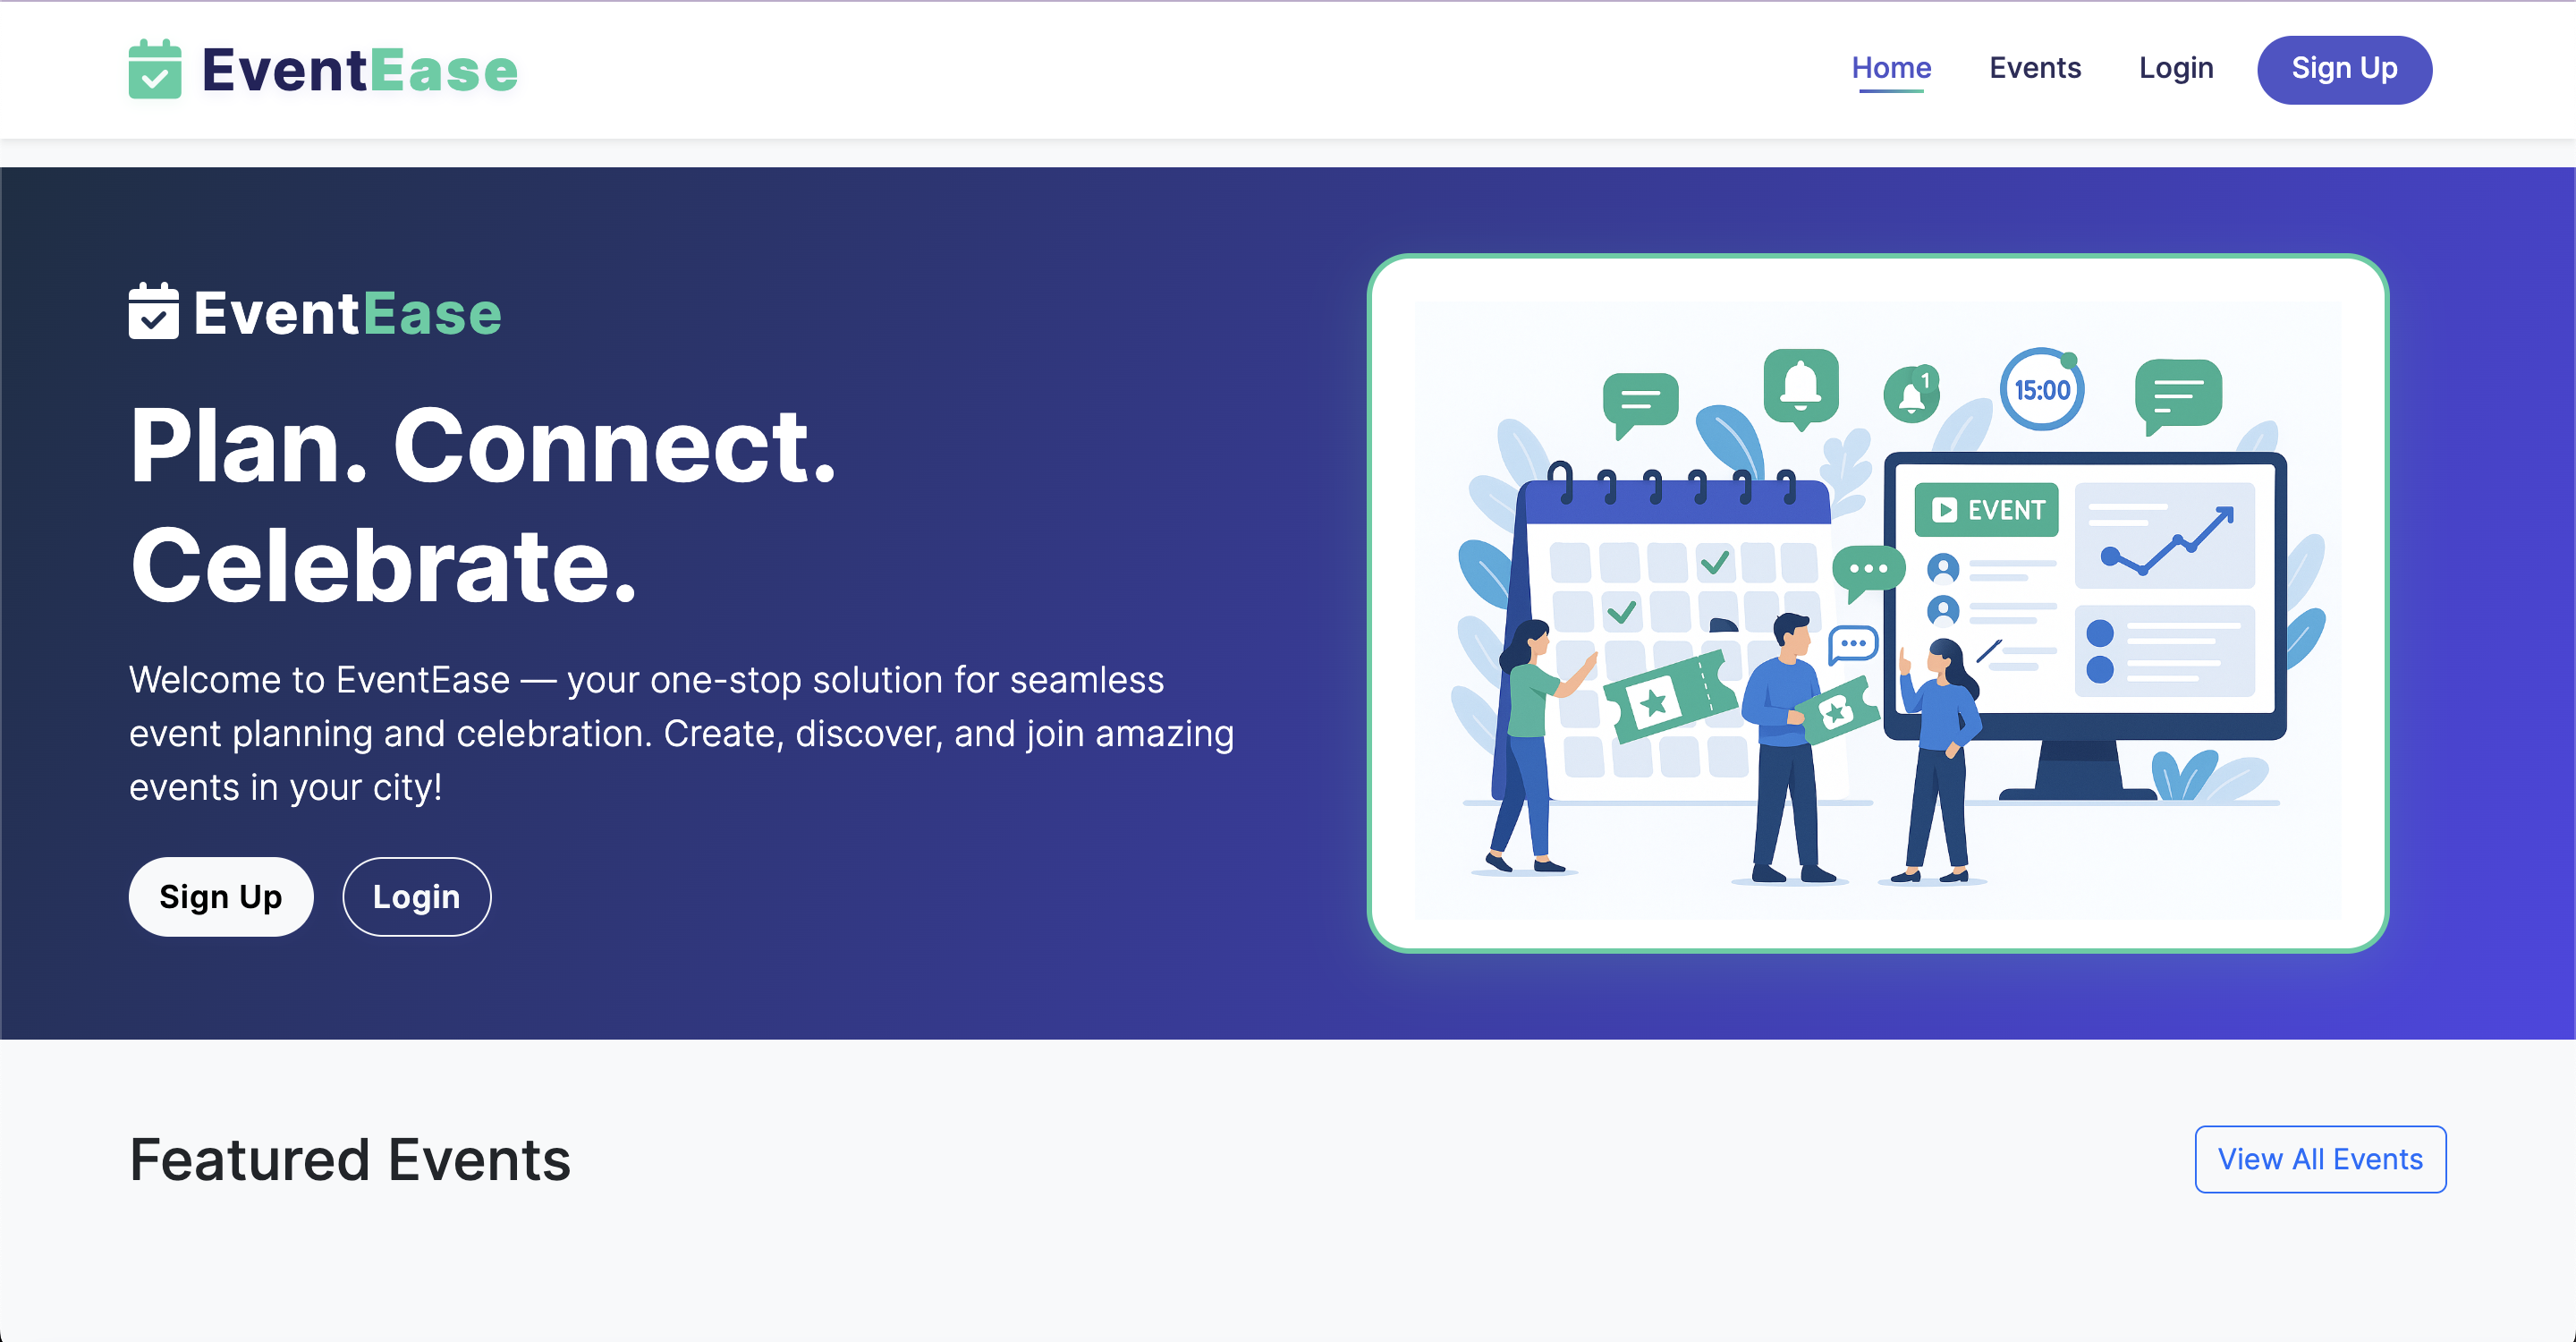 EventEase
Home
Events
Login
Sign Up
EventEase
Plan. Connect.
Celebrate.
Welcome to EventEase — your one-stop solution for seamless
event planning and celebration. Create, discover, and join amazing
events in your city!
Sign Up
Login
1
15:00
EVENT
Featured Events
View All Events